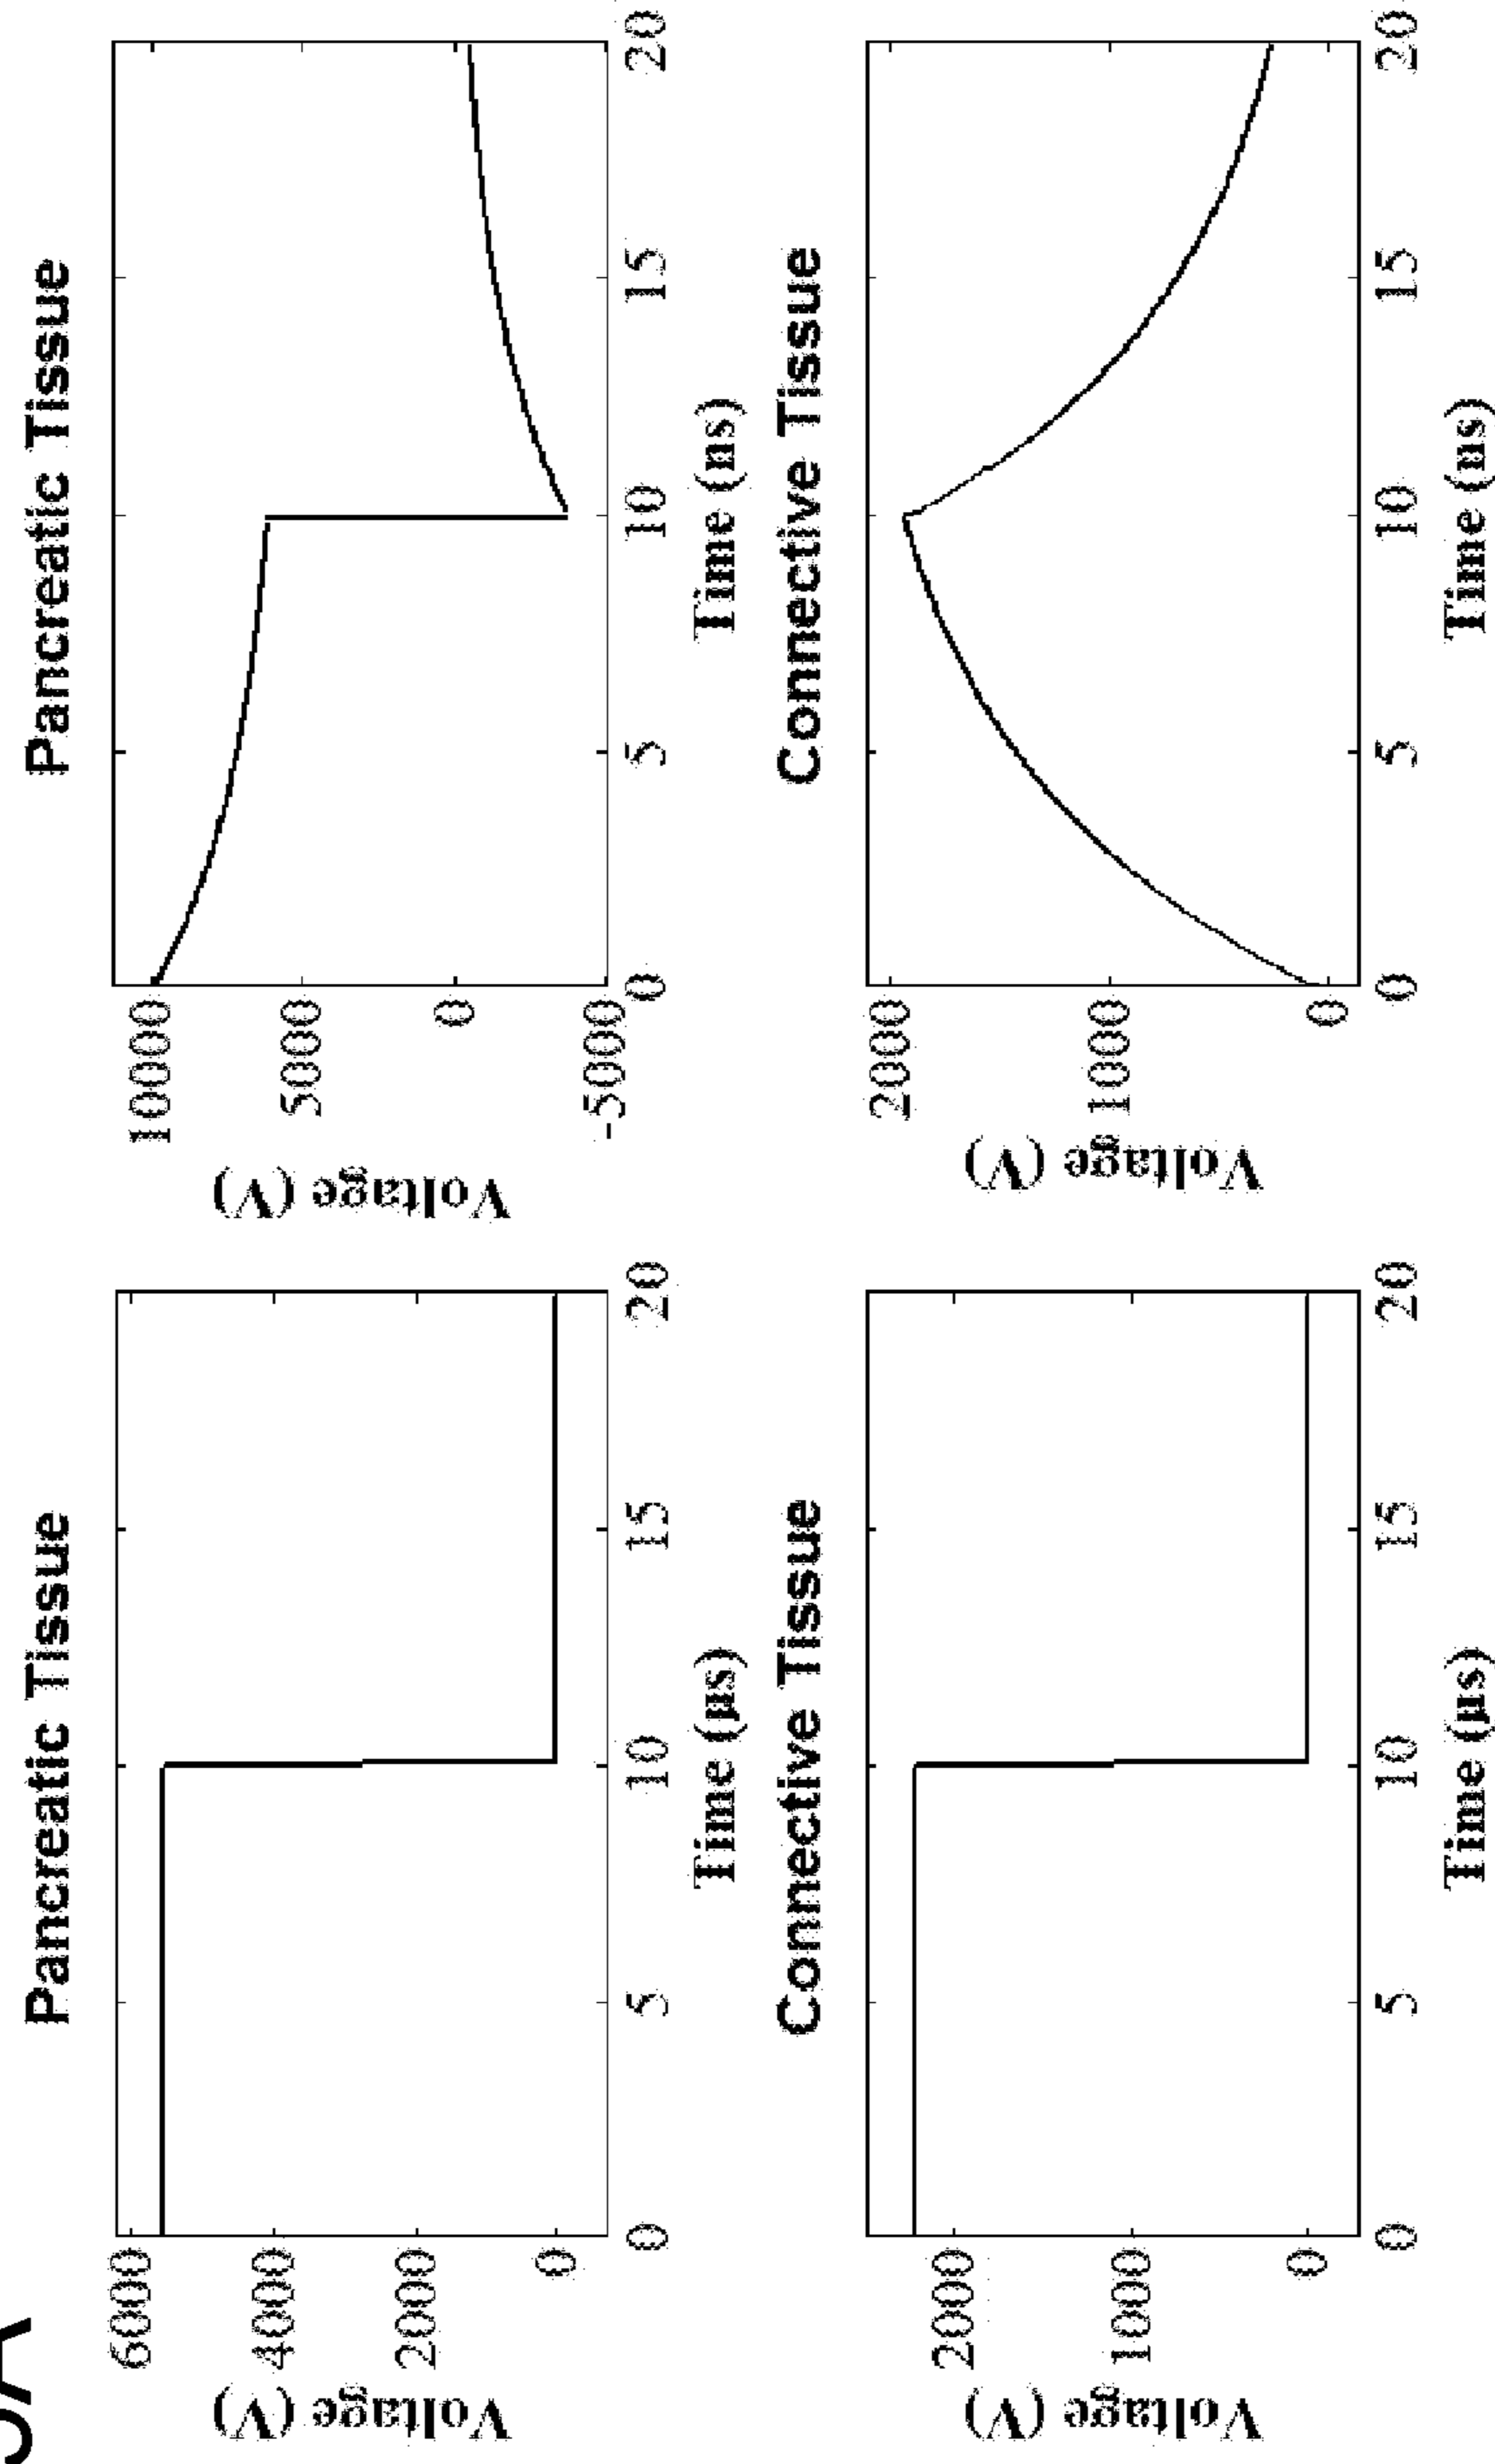 Pancreatic Tissue
Voltage (V)
6000
4000
2000
0
0 5 10 15 20
Time (μs)
Pancreatic Tissue
Voltage (V)
10000
5000
0
-5000
0 5 10 15 20
Time (ns)
Connective Tissue
Voltage (V)
2000
1000
0
0 5 10 15 20
Time (μs)
Connective Tissue
Voltage (V)
2000
1000
0
0 5 10 15 20
Time (ns)